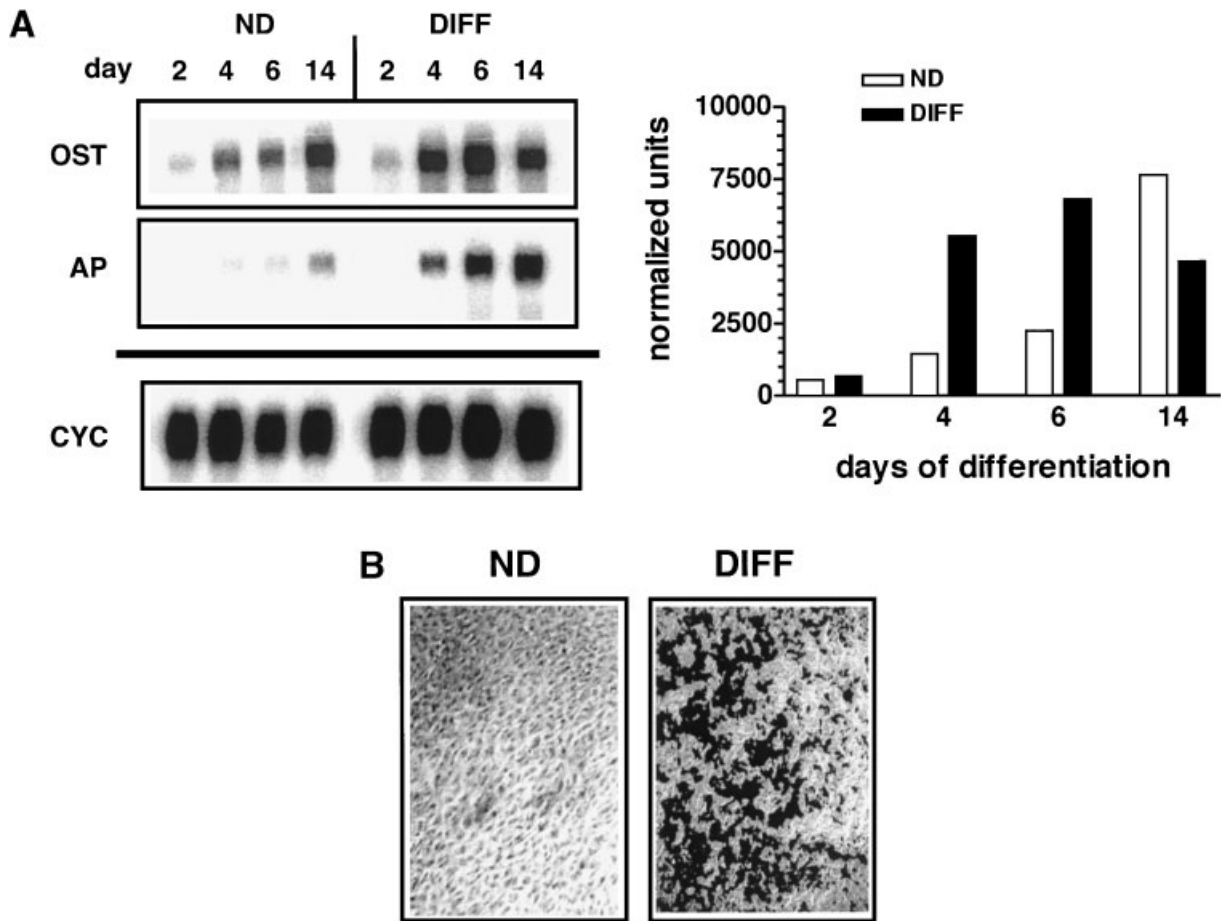 A
ND DIFF
day 2 4 6 14 2 4 6 14
OST
AP
CYC
ND
DIFF
normalized units
10000
7500
5000
2500
0
2 4 6 14
days of differentiation
B ND DIFF